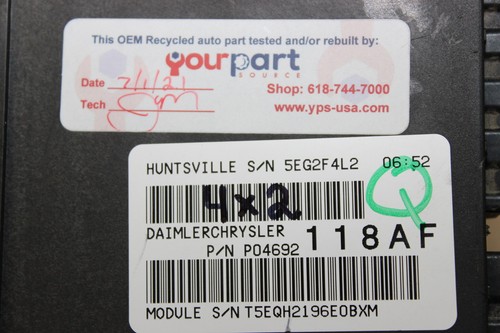 This OEM Recycled auto part tested and/or rebuilt by:
yourpart
SOURCE
Date 2/1/21
Shop: 618-744-7000
Tech
www.yps-usa.com
HUNTSVILLE S/N 5EG2F4L2 06:52
4x2
Q
DAIMLERCHRYSLER
P/N P04692 118AF
MODULE S/N T5EQH2196E0BXM